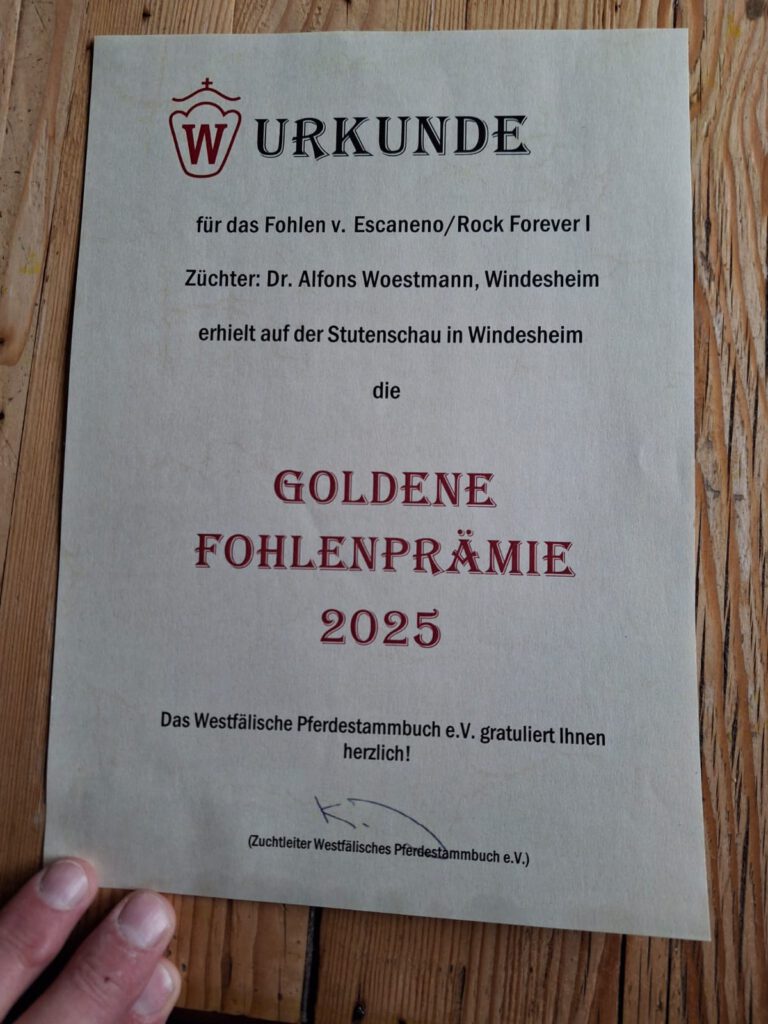 W URKUNDE
für das Fohlen v. Escaneno/Rock Forever I
Züchter: Dr. Alfons Woestmann, Windesheim
erhielt auf der Stutenschau in Windesheim
die
GOLDENE
FOHLENPRÄMIE
2025
Das Westfälische Pferdestammbuch e.V. gratuliert Ihnen
herzlich!
(Zuchtleiter Westfälisches Pferdestammbuch e.V.)